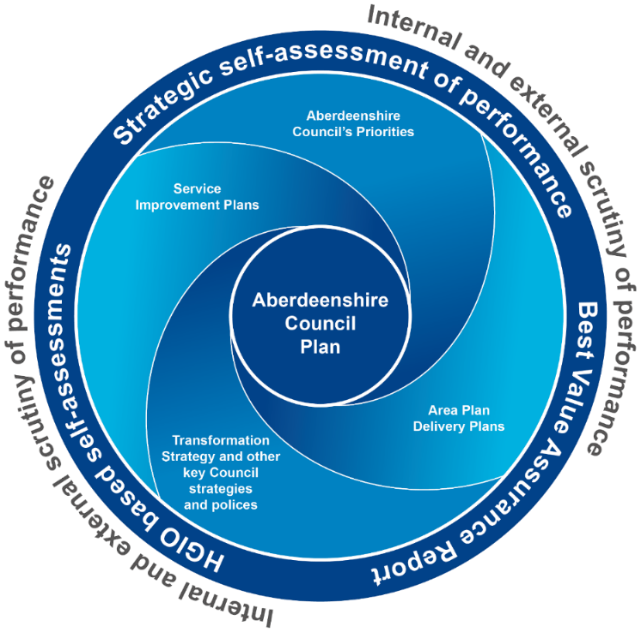 Internal and external scrutiny of performance
Strategic self-assessment of performance
Aberdeenshire
Council's Priorities
Service
Improvement Plans
Aberdeenshire
Council
Plan
Area Plan
Delivery Plans
Transformation
Strategy and other
key Council
strategies
and polices
HGIO based self-assessments
Best Value Assurance Report
Internal and external scrutiny of performance